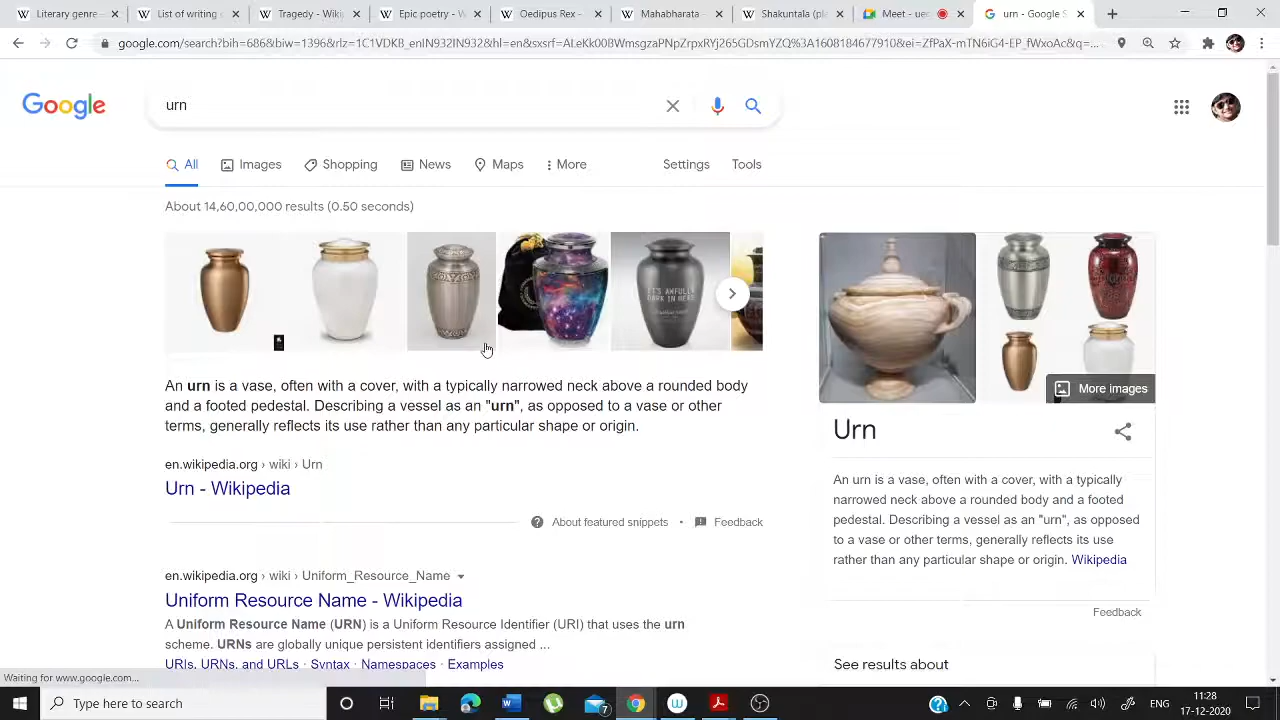 Literary genre
List of writing
Tragedy - Wiki
Epic poetry - W
Oedipus Rex -
Mahabharata -
Shakuntala (pl
Meet - ue
urn - Google S
google.com/search?bih=686&biw=1396&rlz=1C1VDKB_enIN932IN932&hl=en&sxsrf=ALeKk008WmsgzaPNpZrpxRYj265GDsmYZQ%3A1608184677910&ei=ZfPaX-mTN6iG4-EP_fWxoAc&q=...
Google
urn
All
Images
Shopping
News
Maps
More
Settings
Tools
About 14,60,00,000 results (0.50 seconds)
IT'S AWFULLY
DARK IN HERE
More images
An urn is a vase, often with a cover, with a typically narrowed neck above a rounded body
and a footed pedestal. Describing a vessel as an "urn", as opposed to a vase or other
terms, generally reflects its use rather than any particular shape or origin.
en.wikipedia.org › wiki › Urn
Urn - Wikipedia
About featured snippets • Feedback
en.wikipedia.org › wiki › Uniform_Resource_Name
Uniform Resource Name - Wikipedia
A Uniform Resource Name (URN) is a Uniform Resource Identifier (URI) that uses the urn
scheme. URNs are globally unique persistent identifiers assigned ...
URIs, URNs, and URLs · Syntax · Namespaces · Examples
Urn
An urn is a vase, often with a cover, with a typically
narrowed neck above a rounded body and a footed
pedestal. Describing a vessel as an "urn", as opposed
to a vase or other terms, generally reflects its use
rather than any particular shape or origin. Wikipedia
Feedback
See results about
Waiting for www.google.com...
Type here to search
7
ENG
11:28
17-12-2020